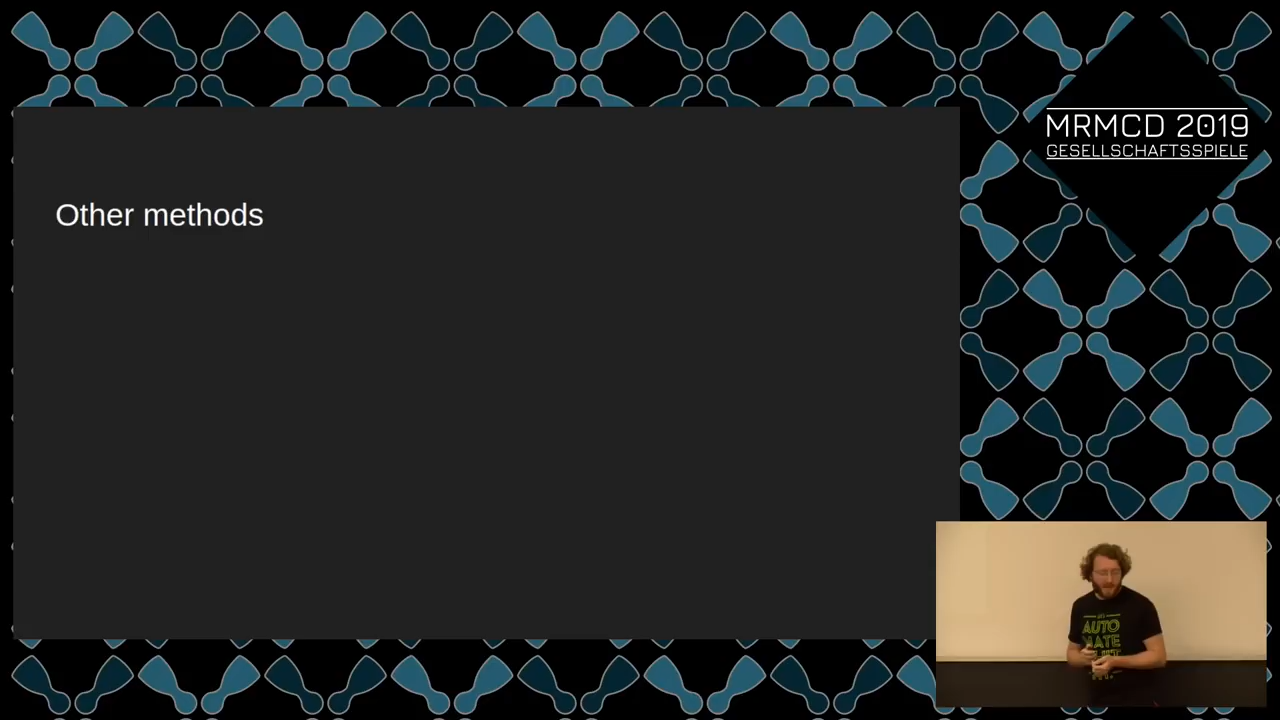 MRMCD 2019
GESELLSCHAFTSSPIELE
Other methods
AUTO
MATE